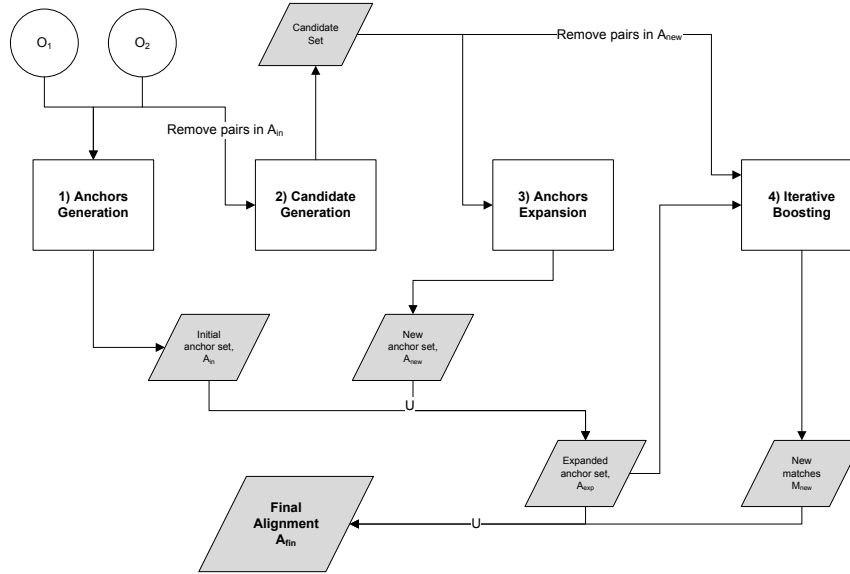 O₁
O₂
Candidate
Set
Remove pairs in Aₙₑw
Remove pairs in Aᵢₙ
1) Anchors
Generation
2) Candidate
Generation
3) Anchors
Expansion
4) Iterative
Boosting
Initial
anchor set,
Aᵢₙ
New
anchor set,
Aₙₑw
U
Expanded
anchor set,
Aₑₓₚ
New
matches
Mₙₑw
Final
Alignment
A_fin
U